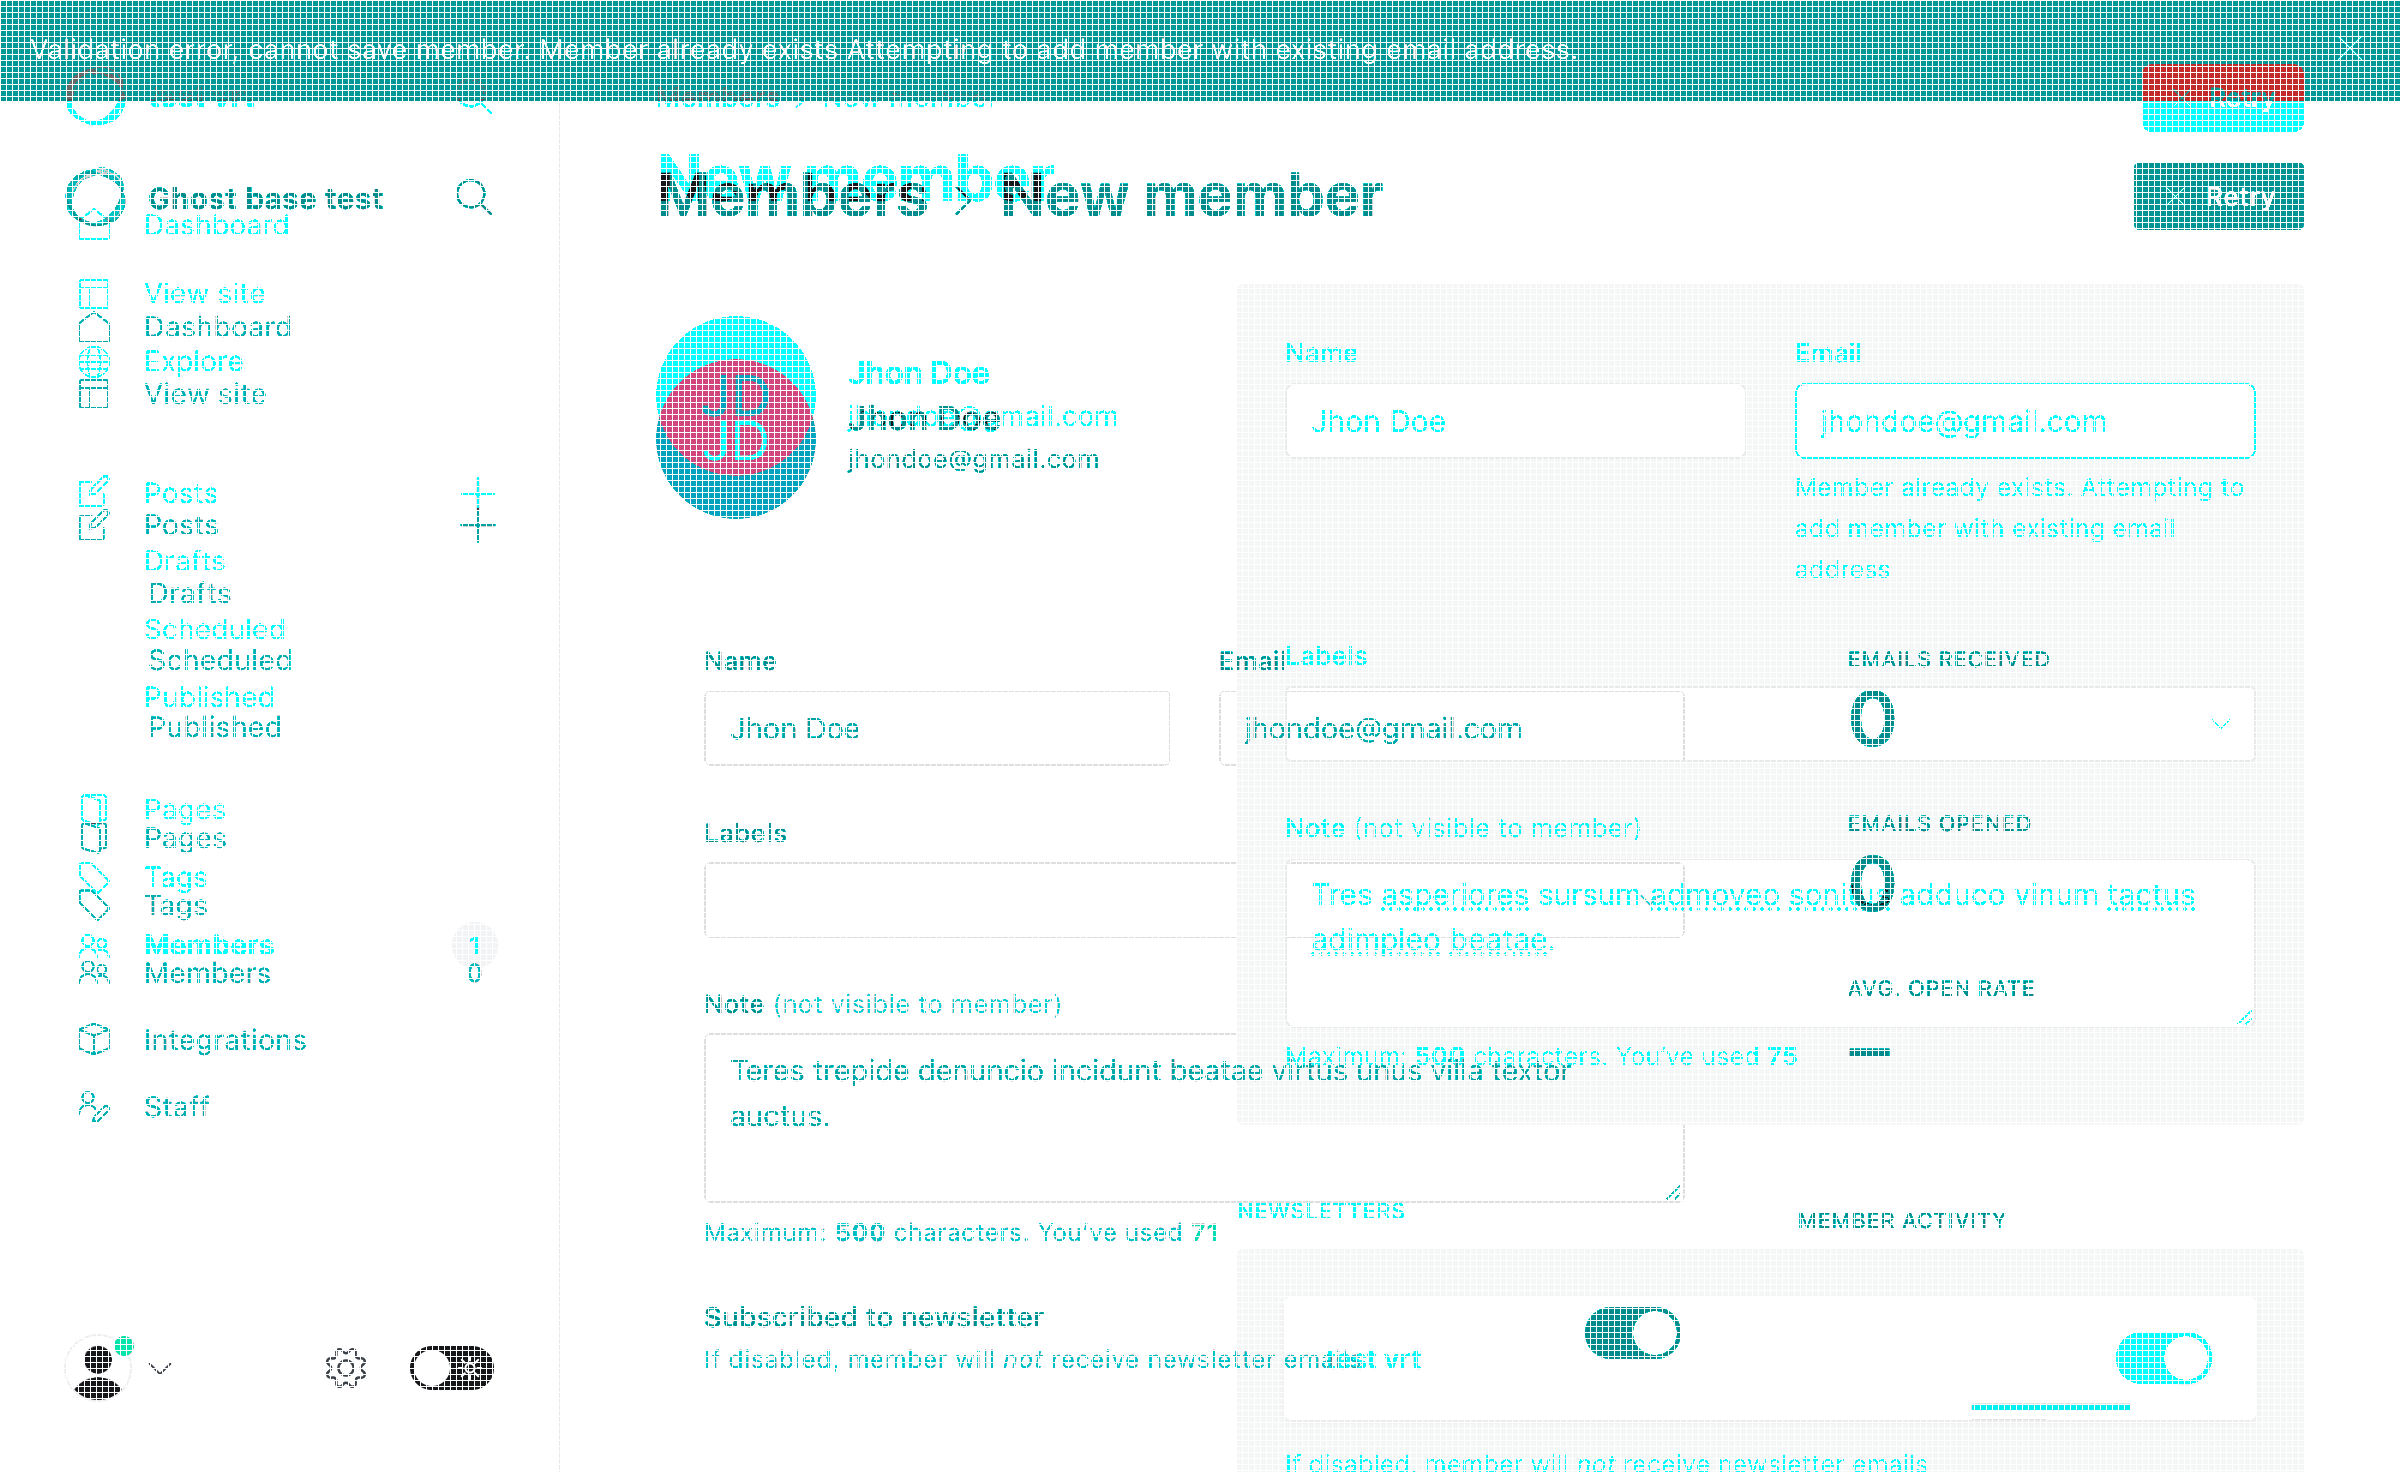 Validation error, cannot save member. Member already exists Attempting to add member with existing email address.
Retry
New member
Members > New member
Retry
Ghost base test
Dashboard
View site
Dashboard
Explore
View site
Posts
Posts
Drafts
Drafts
Scheduled
Scheduled
Published
Published
Pages
Pages
Tags
Tags
Members 1
Members 0
Integrations
Staff
JD
JD
Jhon Doe
jhondoe@gmail.com
Jhon Doe
jhondoe@gmail.com
Name
Jhon Doe
Email
jhondoe@gmail.com
Member already exists. Attempting to
add member with existing email
address
Name
Jhon Doe
Email
jhondoe@gmail.com
Labels
Labels
EMAILS RECEIVED
0
EMAILS OPENED
0
AVG. OPEN RATE
—
Note (not visible to member)
Tres asperiores sursum admoveo sonitus adduco vinum tactus
adimpleo beatae.
Maximum: 500 characters. You've used 75
Note (not visible to member)
Teres trepide denuncio incidunt beatae virtus unus villa textor
auctus.
Maximum: 500 characters. You've used 71
NEWSLETTERS
MEMBER ACTIVITY
Subscribed to newsletter
If disabled, member will not receive newsletter emails
vrt
If disabled, member will not receive newsletter emails